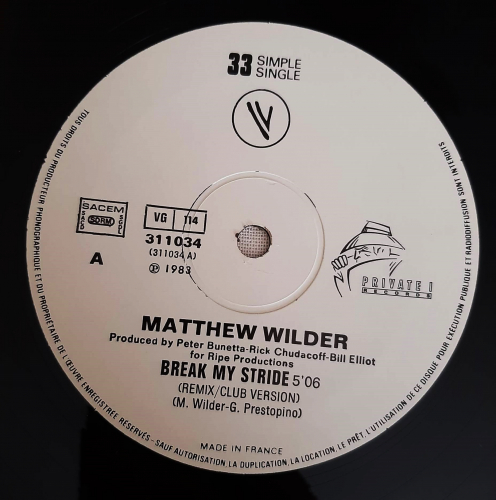 33 SIMPLE
SINGLE
SACEM
SACD SDRM SGDL
VG 114
311034
(311034 A)
℗ 1983
A
PRIVATE I
RECORDS
MATTHEW WILDER
Produced by Peter Bunetta-Rick Chudacoff-Bill Elliot
for Ripe Productions
BREAK MY STRIDE 5'06
(REMIX/CLUB VERSION)
(M. Wilder-G. Prestopino)
MADE IN FRANCE
TOUS DROITS DU PRODUCTEUR PHONOGRAPHIQUE ET DU PROPRIÉTAIRE DE L'ŒUVRE ENREGISTRÉE RÉSERVÉS - SAUF AUTORISATION, LA DUPLICATION, LA LOCATION, LE PRÊT, L'UTILISATION DE CE DISQUE POUR EXÉCUTION PUBLIQUE ET RADIODIFFUSION SONT INTERDITS